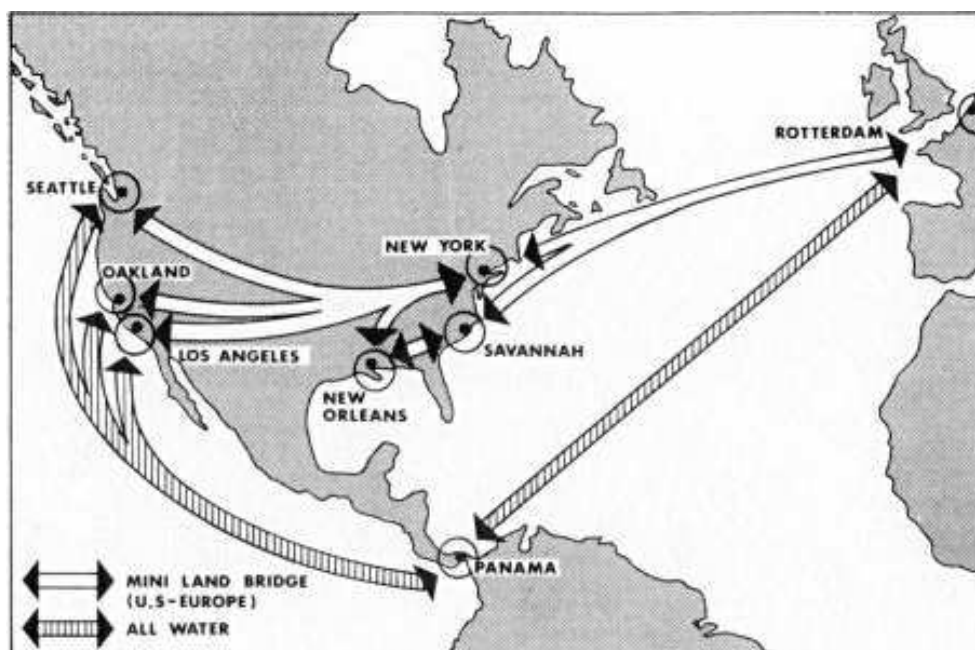 ROTTERDAM
SEATTLE
NEW YORK
OAKLAND
LOS ANGELES
SAVANNAH
NEW
ORLEANS
PANAMA
MINI LAND BRIDGE
(U.S-EUROPE)
ALL WATER